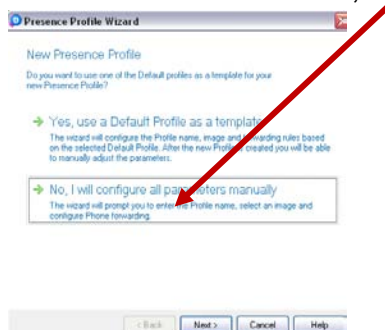 Presence Profile Wizard
New Presence Profile
Do you want to use one of the Default profiles as a template for your
new Presence Profile?
Yes, use a Default Profile as a template
The wizard will configure the Profile name, image and forwarding rules based
on the selected Default Profile. After the new Profile is created you will be able
to manually adjust the parameters.
No, I will configure all parameters manually
The wizard will prompt you to enter the Profile name, select an image and
configure Phone forwarding.
< Back Next > Cancel Help